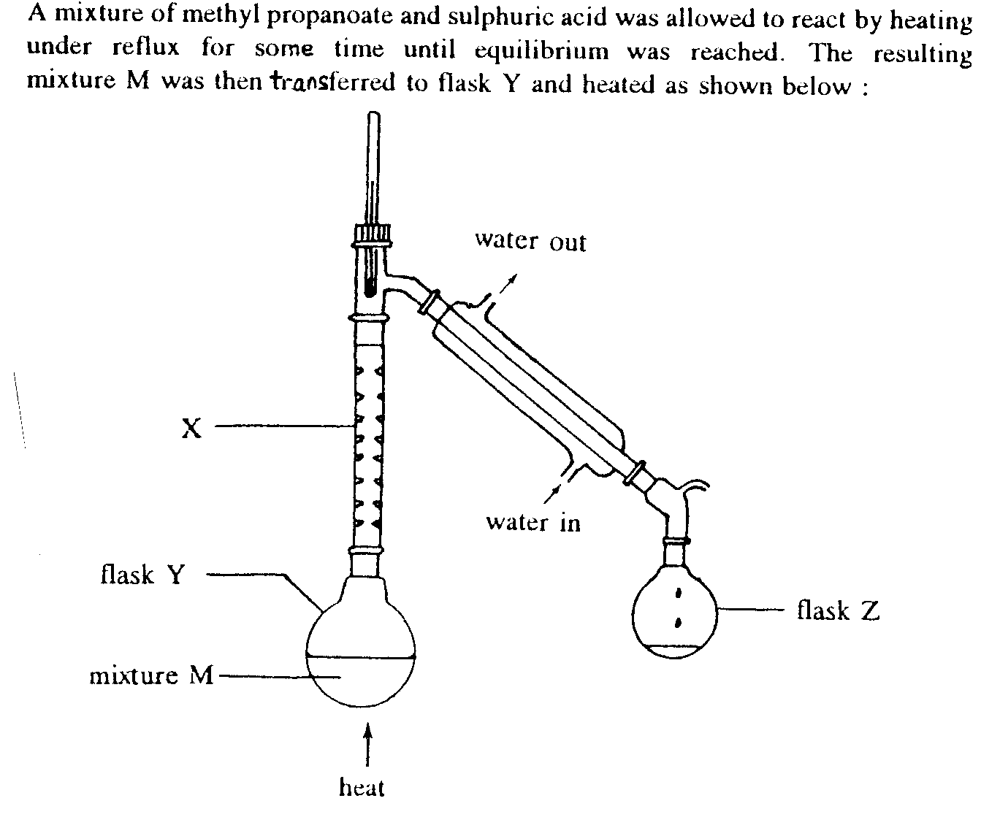 A mixture of methyl propanoate and sulphuric acid was allowed to react by heating
under reflux for some time until equilibrium was reached. The resulting
mixture M was then transferred to flask Y and heated as shown below :
water out
X
water in
flask Y
flask Z
mixture M
heat